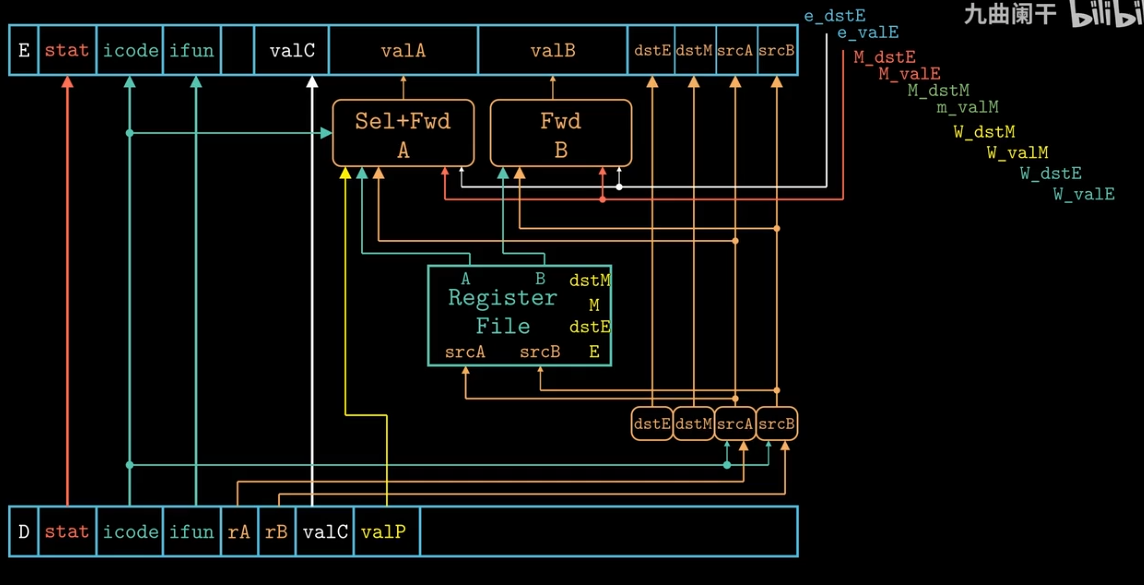 九曲阑干 bilibi
e_dstE
e_valE
E stat icode ifun valC valA valB dstE dstM srcA srcB
M_dstE
M_valE
M_dstM
m_valM
Sel+Fwd
A
Fwd
B
W_dstM
W_valM
W_dstE
W_valE
A B dstM
Register
M
File
dstE
srcA srcB E
dstE dstM srcA srcB
D stat icode ifun rA rB valC valP